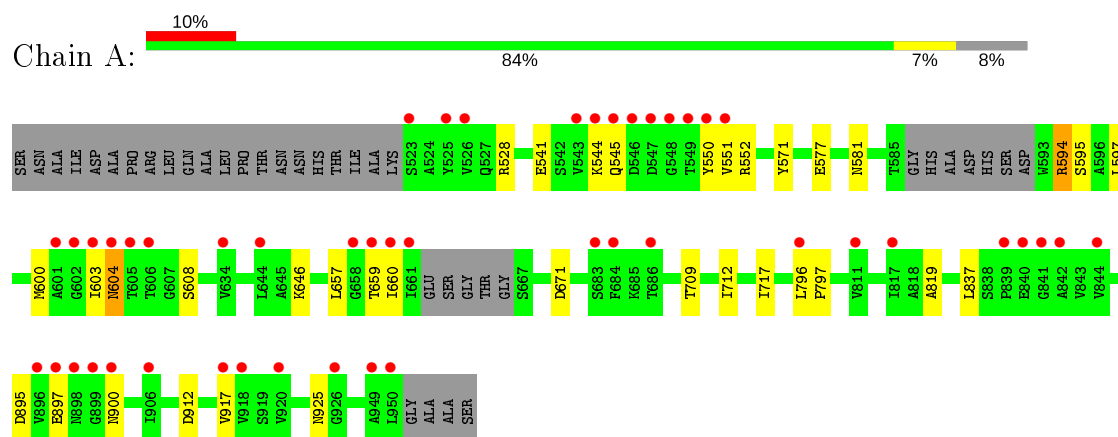 10%
Chain A:
84% 7% 8%
SER ASN ALA ILE ASP ALA PRO ARG LEU GLN ALA LEU PRO THR ASN ASN HIS THR ILE ALA LYS S523 A524 Y525 V526 Q527 R528 E541 S542 V543 K544 Q545 D546 D547 G548 T549 Y550 V551 R552 Y571 E577 N581 T585 GLY HIS ALA ASP HIS SER ASP W593 R594 S595 A596 L597
M600 A601 G602 I603 N604 T605 T606 G607 S608 V634 L644 A645 K646 L657 G658 T659 I660 I661 GLU SER GLY THR GLY S667 D671 S683 F684 K685 T686 T709 I712 I717 L796 P797 V811 I817 A818 A819 L837 S838 P839 E840 G841 A842 V843 V844
D895 V896 E897 N898 G899 N900 I906 D912 V917 V918 S919 V920 N925 G926 A949 L950 GLY ALA ALA SER